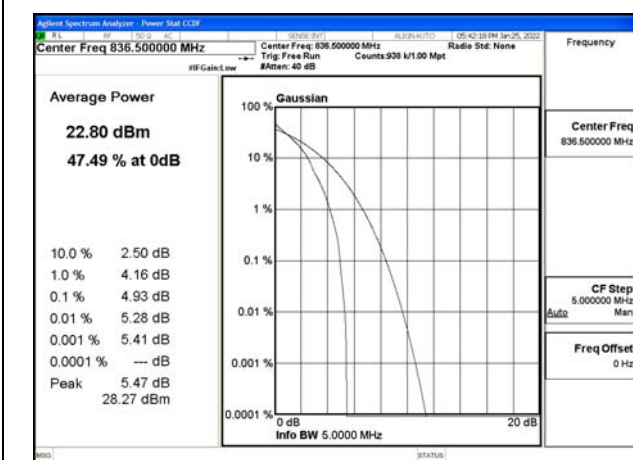 Agilent Spectrum Analyzer - Power Stat CCDF
RL RF 50 Ω AC SENSE:INT ALIGNAUTO 05:42:18 PM Jan 25, 2022
Center Freq 836.500000 MHz
Center Freq: 836.500000 MHz Radio Std: None
Trig: Free Run Counts:938 k/1.00 Mpt
#IFGain:Low #Atten: 40 dB
Frequency
Average Power
22.80 dBm
47.49 % at 0dB
10.0 % 2.50 dB
1.0 % 4.16 dB
0.1 % 4.93 dB
0.01 % 5.28 dB
0.001 % 5.41 dB
0.0001 % --- dB
Peak 5.47 dB
28.27 dBm
Gaussian
100 %
10 %
1 %
0.1 %
0.01 %
0.001 %
0.0001 %
0 dB 20 dB
Info BW 5.0000 MHz
Center Freq
836.500000 MHz
CF Step
5.000000 MHz
Auto Man
Freq Offset
0 Hz
MSG STATUS